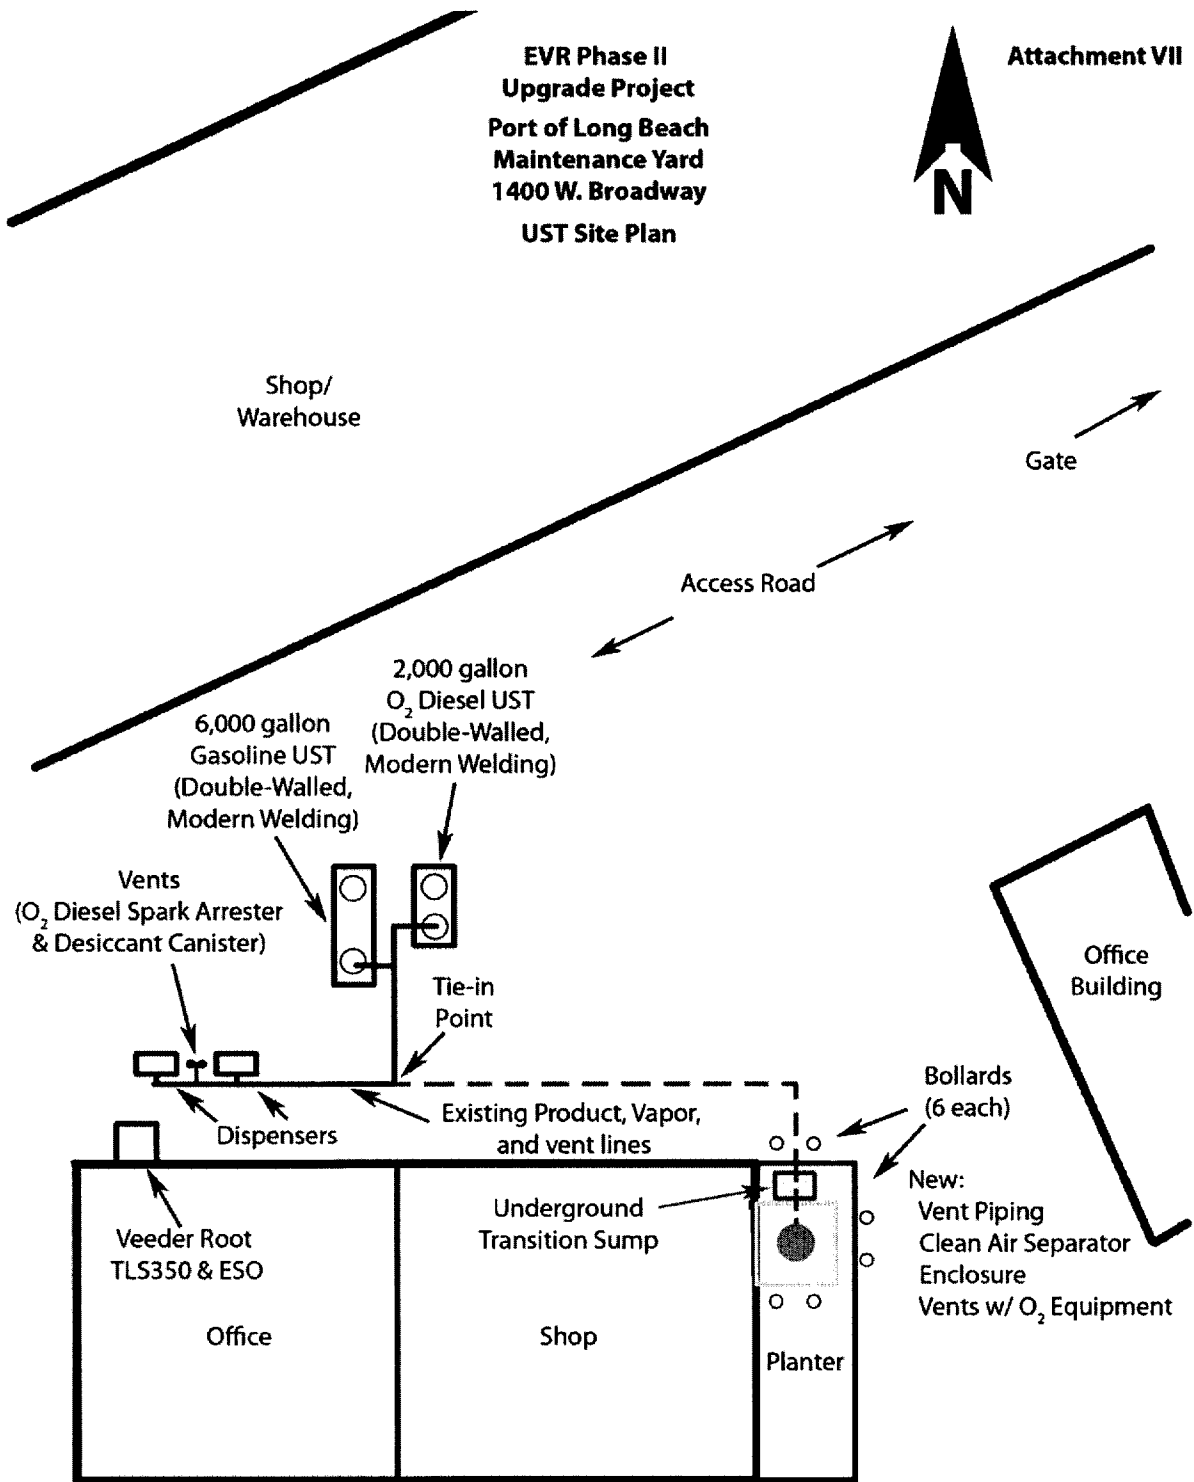 EVR Phase II
Upgrade Project
Port of Long Beach
Maintenance Yard
1400 W. Broadway
UST Site Plan
Attachment VII
N
Shop/
Warehouse
Gate
Access Road
2,000 gallon
O₂ Diesel UST
(Double-Walled,
Modern Welding)
6,000 gallon
Gasoline UST
(Double-Walled,
Modern Welding)
Vents
(O₂ Diesel Spark Arrester
& Desiccant Canister)
Tie-in
Point
Office
Building
Bollards
(6 each)
Dispensers
Existing Product, Vapor,
and vent lines
New:
Vent Piping
Clean Air Separator
Enclosure
Vents w/ O₂ Equipment
Underground
Transition Sump
Veeder Root
TLS350 & ESO
Office
Shop
Planter